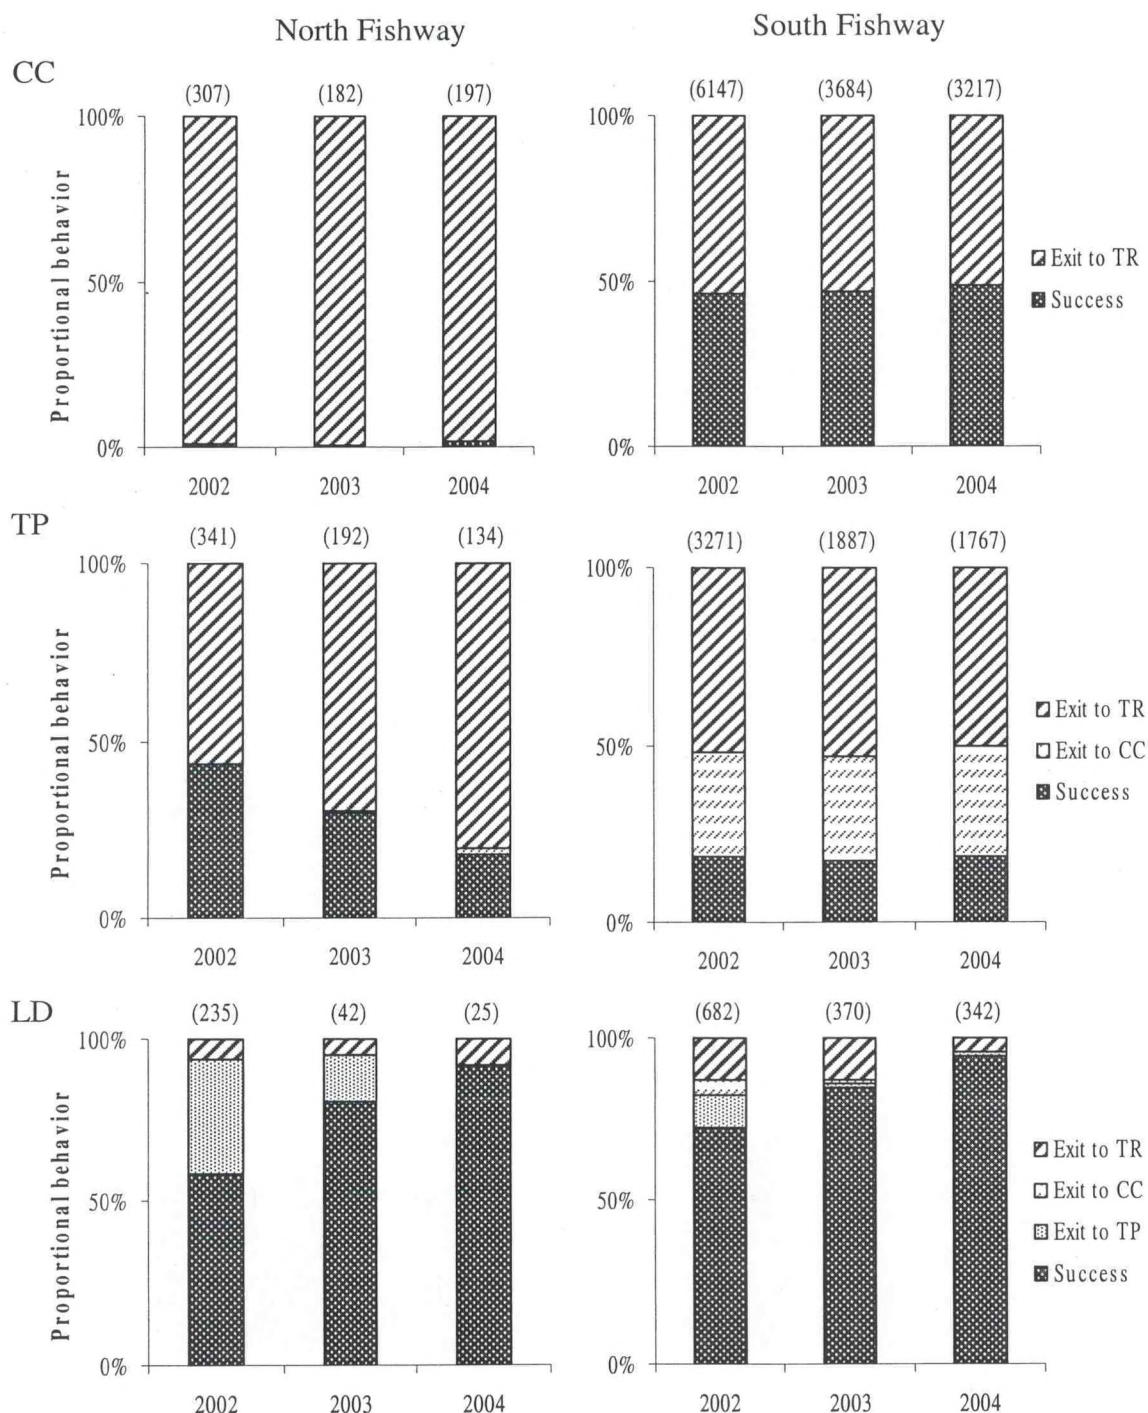 North Fishway
South Fishway
CC
(307) (182) (197)
100%
50%
0%
Proportional behavior
2002 2003 2004
(6147) (3684) (3217)
100%
50%
0%
2002 2003 2004
Exit to TR
Success
TP
(341) (192) (134)
100%
50%
0%
Proportional behavior
2002 2003 2004
(3271) (1887) (1767)
100%
50%
0%
2002 2003 2004
Exit to TR
Exit to CC
Success
LD
(235) (42) (25)
100%
50%
0%
Proportional behavior
2002 2003 2004
(682) (370) (342)
100%
50%
0%
2002 2003 2004
Exit to TR
Exit to CC
Exit to TP
Success